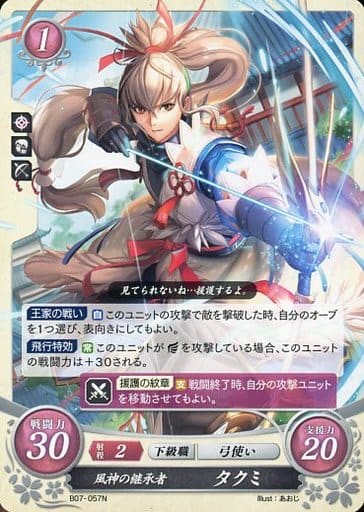 1
見てられないね…援護するよ。
王家の戦い 自 このユニットの攻撃で敵を撃破した時、自分のオーブ
を1つ選び、表向きにしてもよい。
飛行特効 常 このユニットが を攻撃している場合、このユニット
の戦闘力は+30される。
援護の紋章 支 戦闘終了時、自分の攻撃ユニット
を移動させてもよい。
戦闘力
30
射程 2
下級職
弓使い
支援力
20
風神の継承者 タクミ
B07-057N
Illust:あおじ